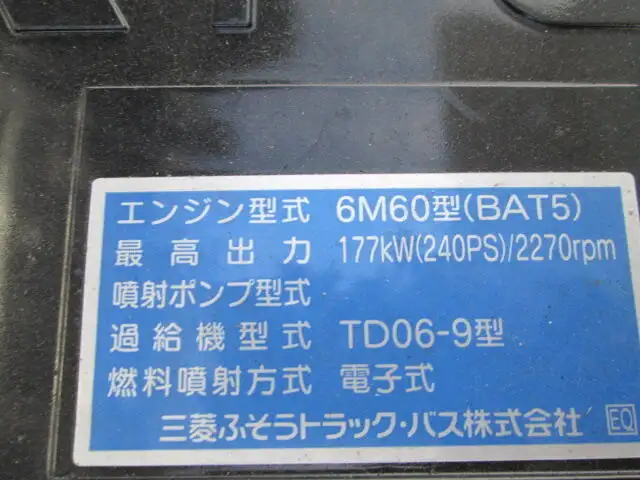 エンジン型式 6M60型(BAT5)
最高出力 177kW(240PS)/2270rpm
噴射ポンプ型式
過給機型式 TD06-9型
燃料噴射方式 電子式
三菱ふそうトラック・バス株式会社 EQ